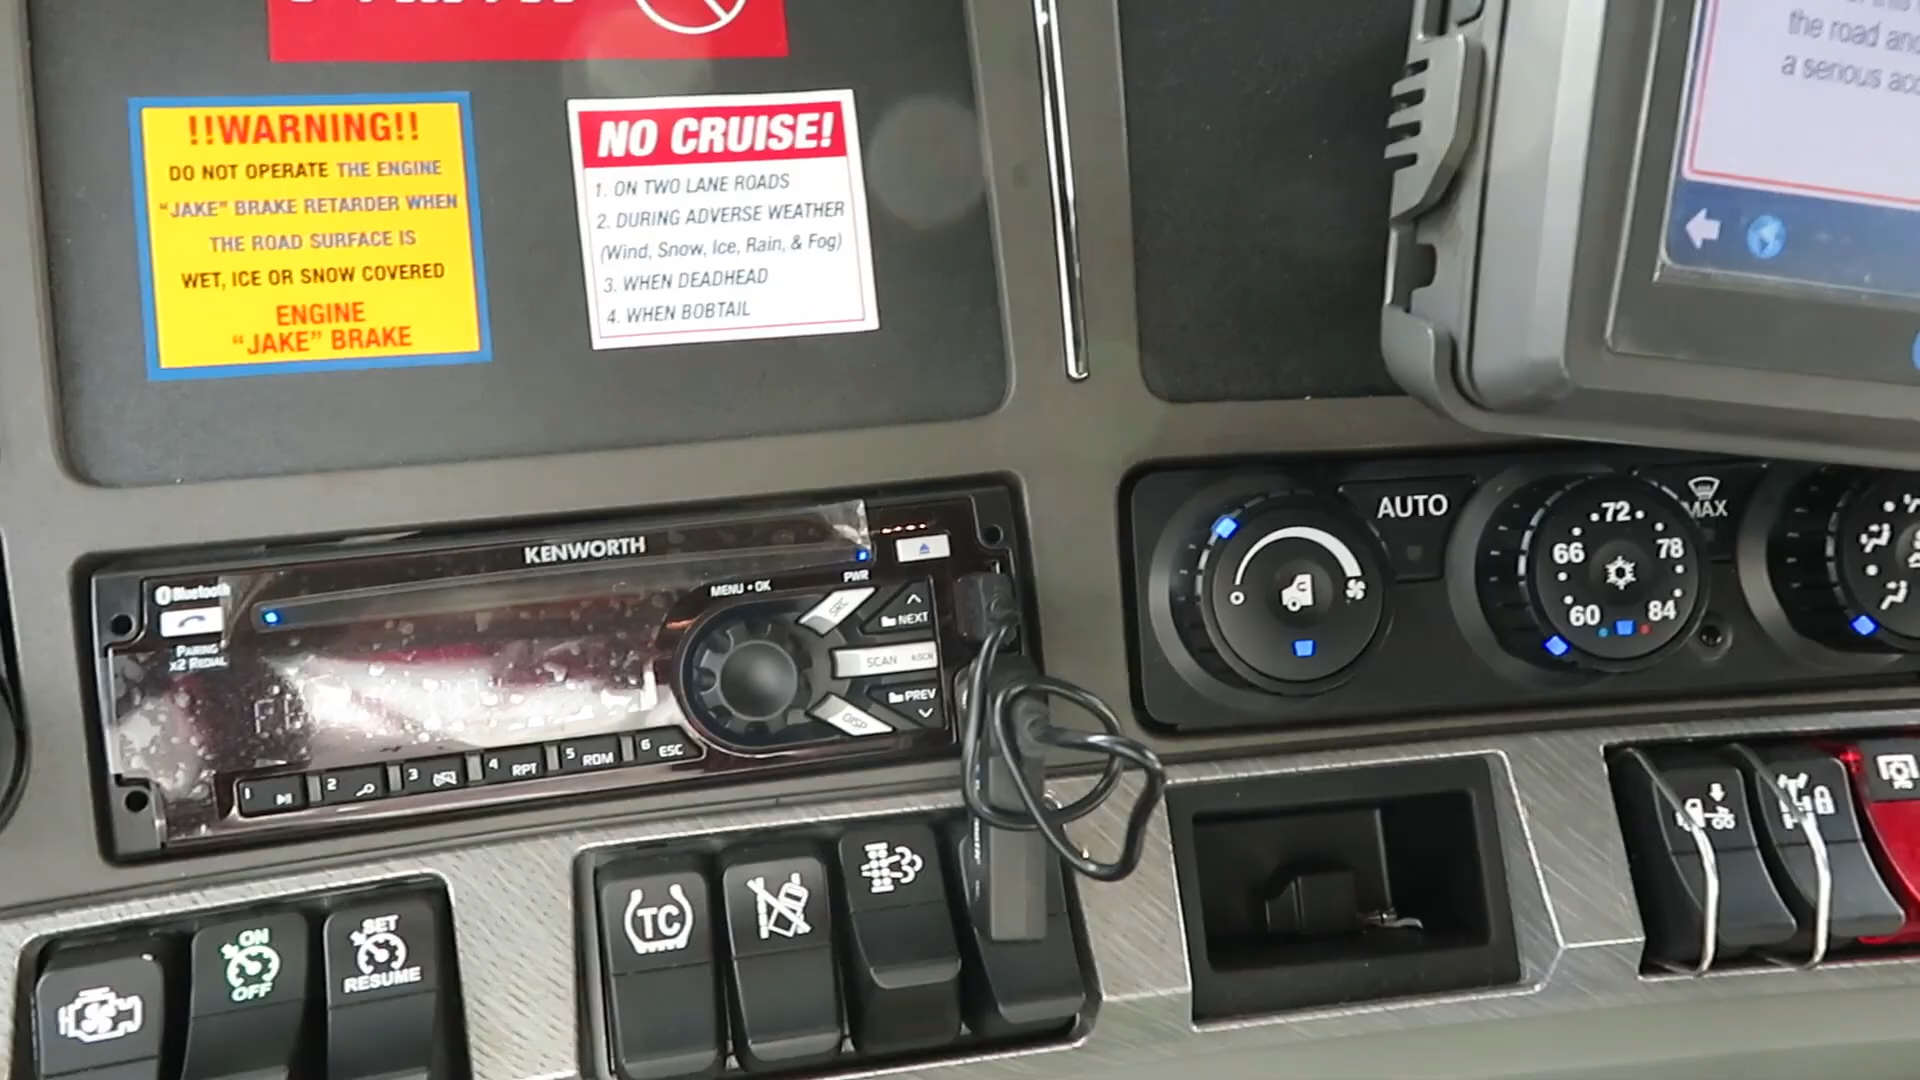 !!WARNING!!
DO NOT OPERATE THE ENGINE
"JAKE" BRAKE RETARDER WHEN
THE ROAD SURFACE IS
WET, ICE OR SNOW COVERED
ENGINE
"JAKE" BRAKE
NO CRUISE!
1. ON TWO LANE ROADS
2. DURING ADVERSE WEATHER
(Wind, Snow, Ice, Rain, & Fog)
3. WHEN DEADHEAD
4. WHEN BOBTAIL
the road and
a serious
KENWORTH
Bluetooth
PAIRING
x2 REDIAL
MENU • OK
PWR
SRC
NEXT
SCAN
PREV
DISP
1
2
3
4 RPT
5 RDM
6 ESC
AUTO
MAX
72
66 78
60 84
ON
OFF
SET
RESUME
TC